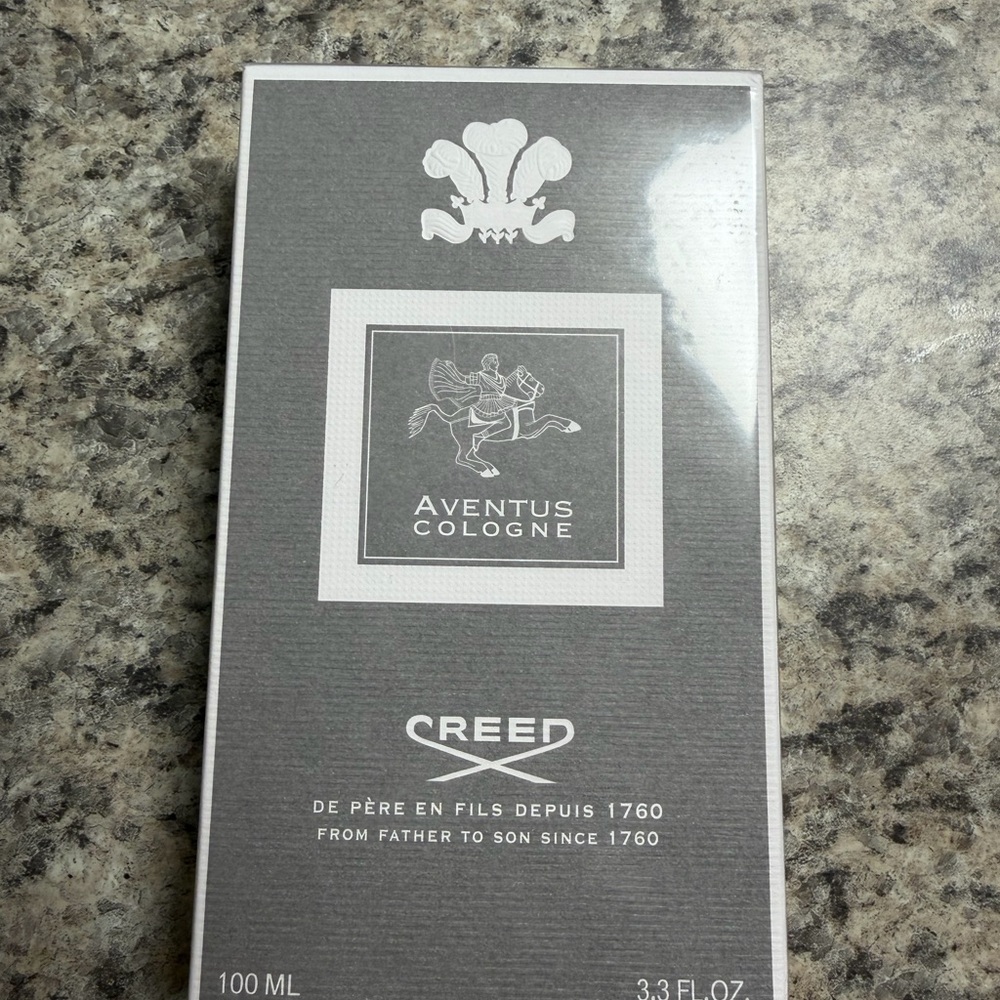 AVENTUS
COLOGNE
CREED
DE PÈRE EN FILS DEPUIS 1760
FROM FATHER TO SON SINCE 1760
100 ML 3.3 FL.OZ.